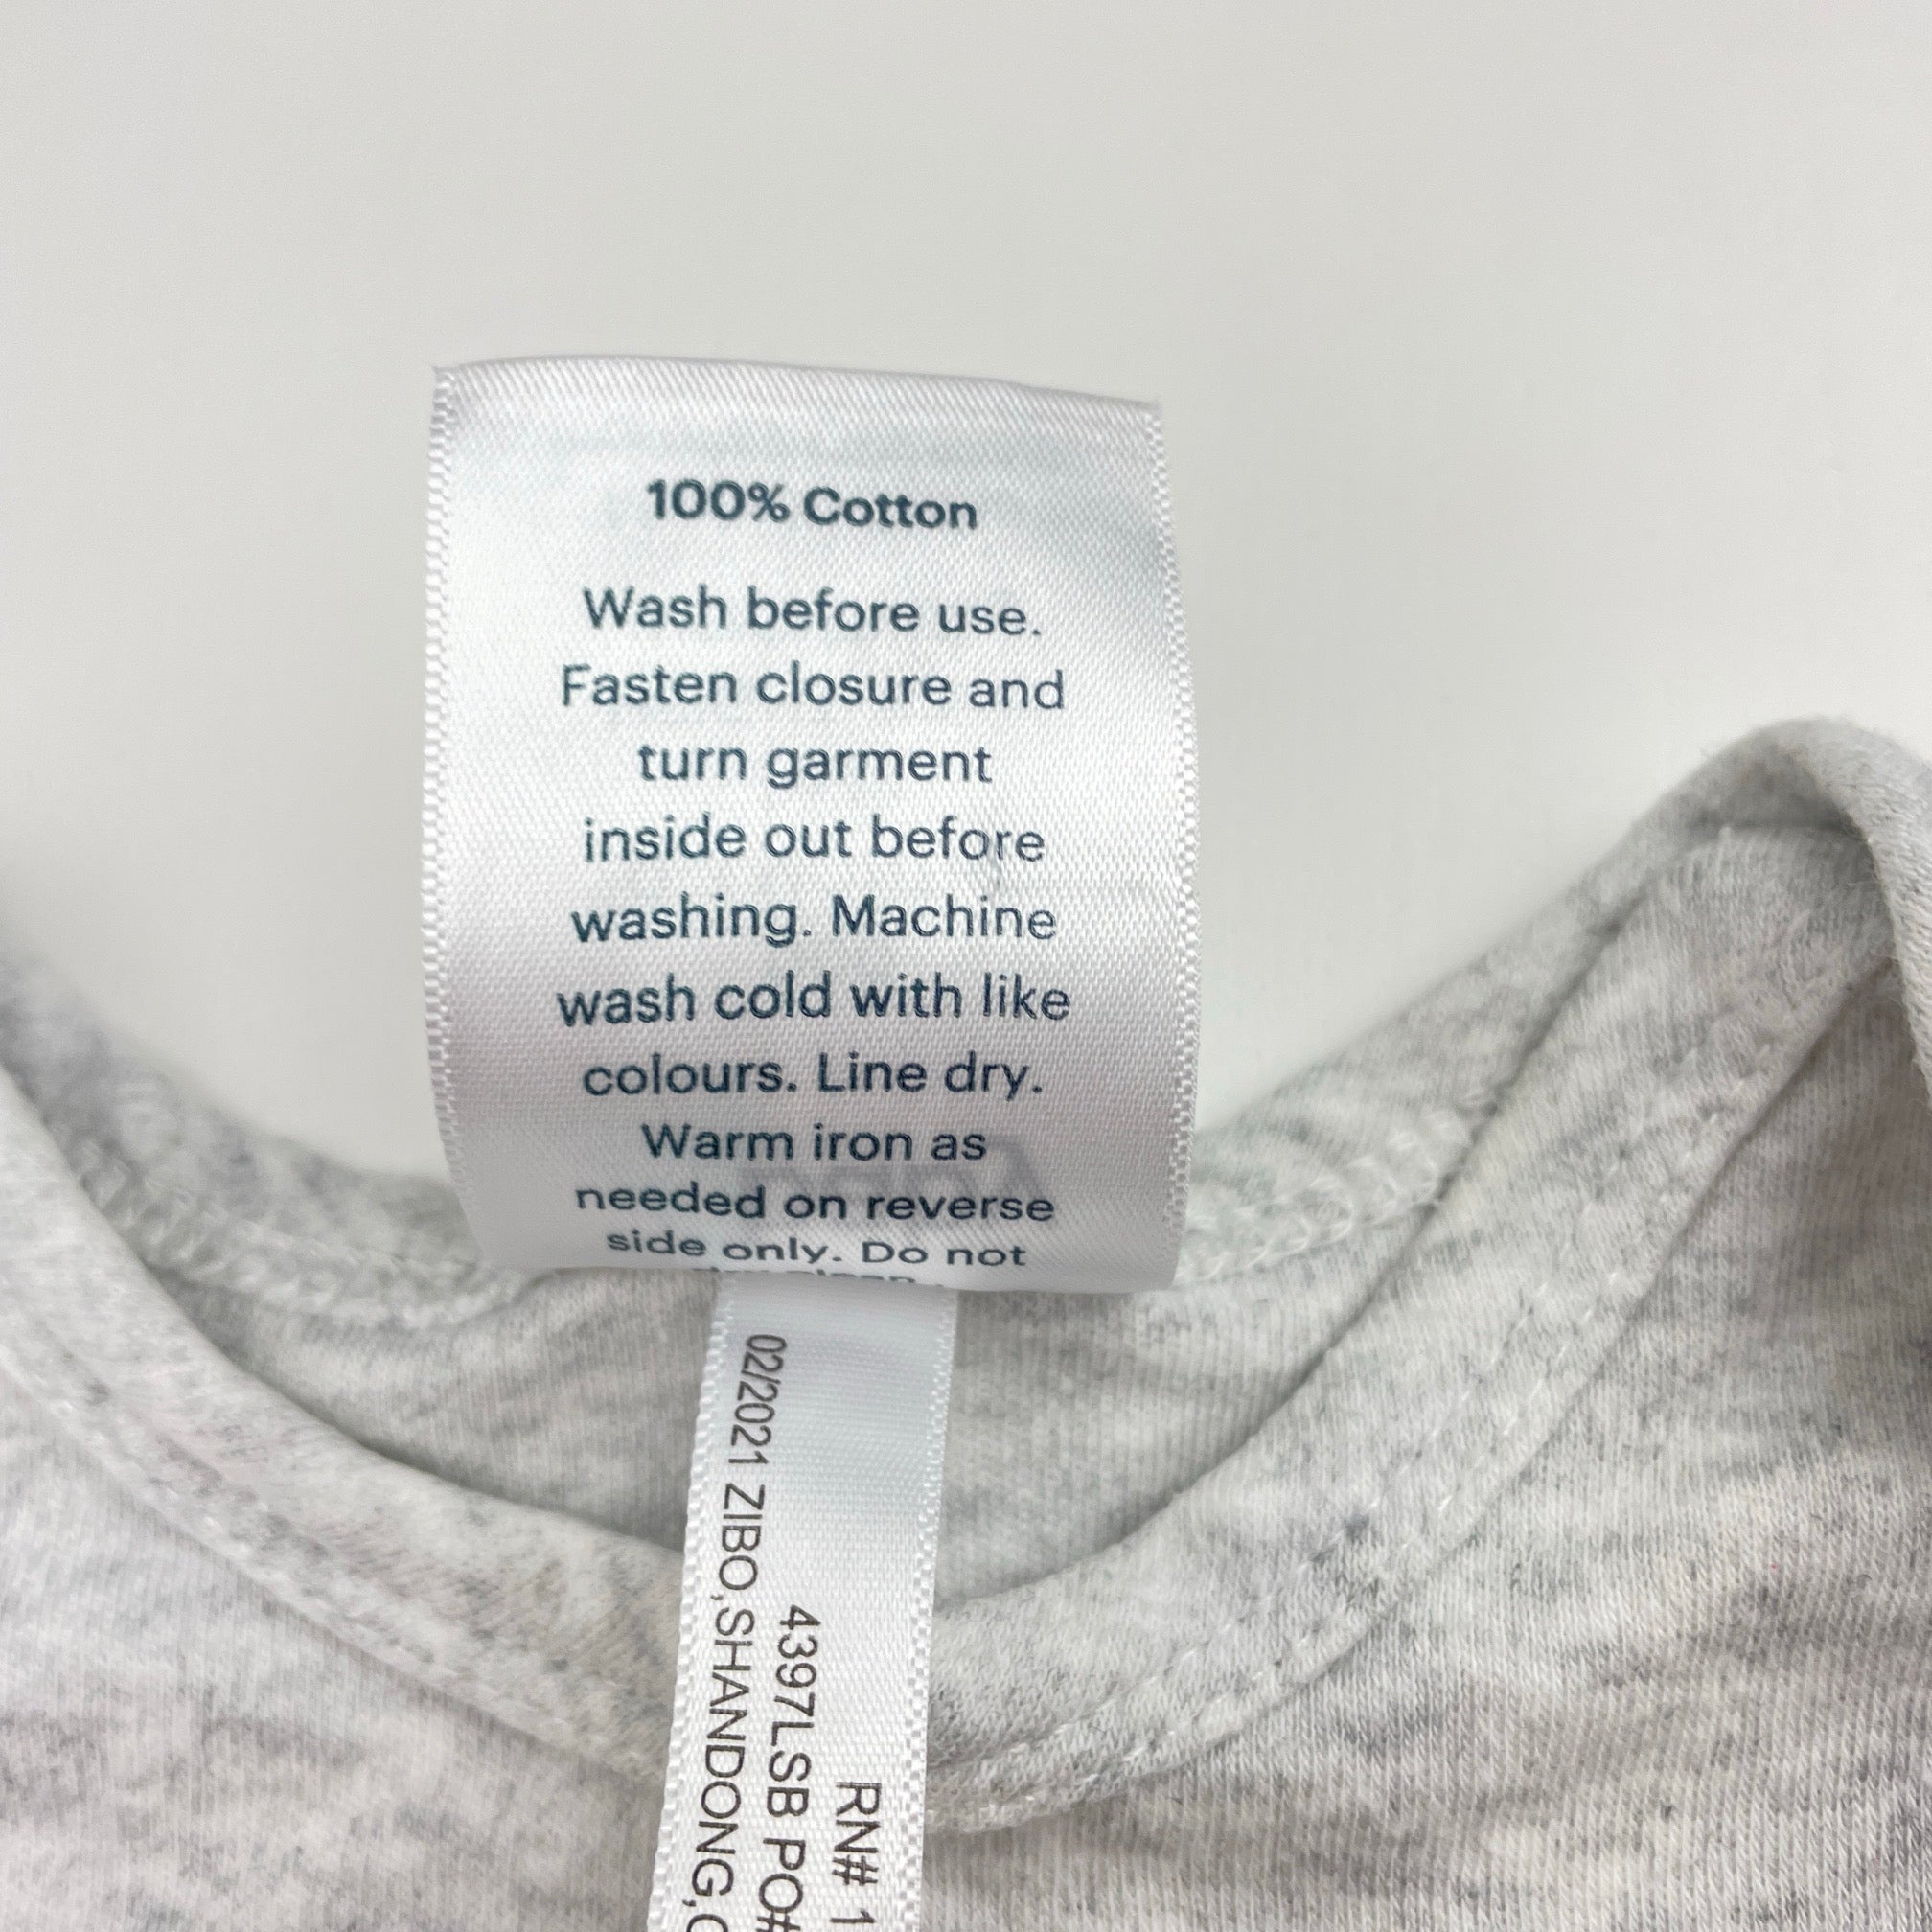 100% Cotton
Wash before use.
Fasten closure and
turn garment
inside out before
washing. Machine
wash cold with like
colours. Line dry.
Warm iron as
needed on reverse
side only. Do not
RN# 1
4397LSB PO#
02/2021 ZIBO,SHANDONG,C